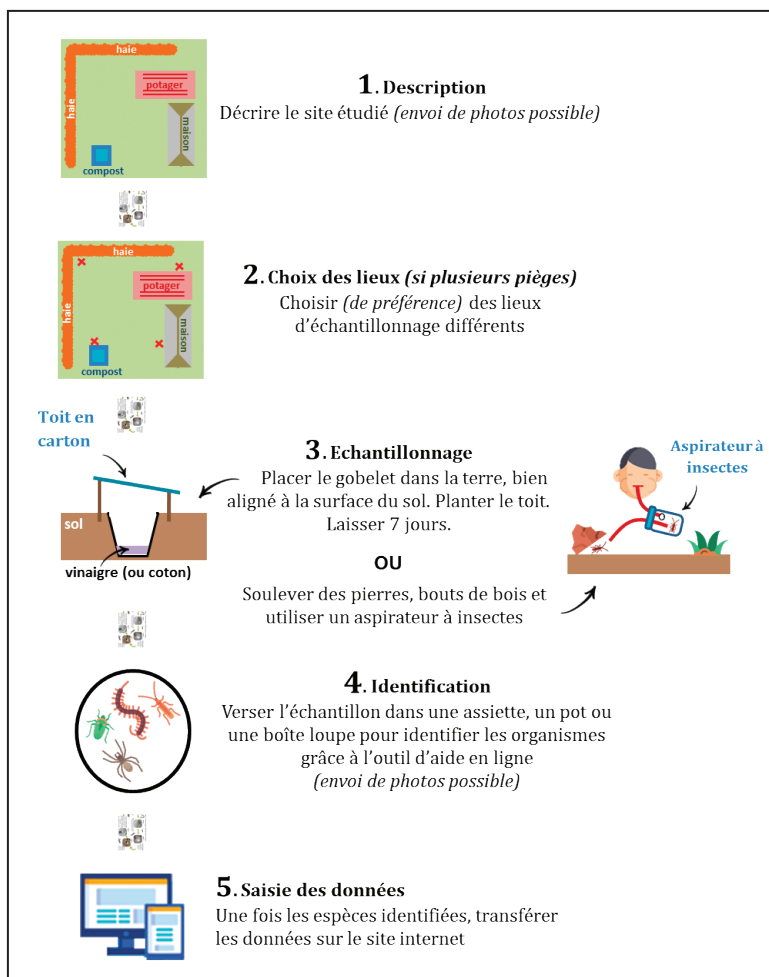 haie
haie
potager
maison
compost
1. Description
Décrire le site étudié (envoi de photos possible)
haie
haie
potager
maison
compost
2. Choix des lieux (si plusieurs pièges)
Choisir (de préférence) des lieux
d’échantillonnage différents
Toit en
carton
sol
vinaigre (ou coton)
3. Echantillonnage
Placer le gobelet dans la terre, bien
aligné à la surface du sol. Planter le toit.
Laisser 7 jours.
OU
Soulever des pierres, bouts de bois et
utiliser un aspirateur à insectes
Aspirateur à
insectes
4. Identification
Verser l’échantillon dans une assiette, un pot ou
une boîte loupe pour identifier les organismes
grâce à l’outil d’aide en ligne
(envoi de photos possible)
5. Saisie des données
Une fois les espèces identifiées, transférer
les données sur le site internet